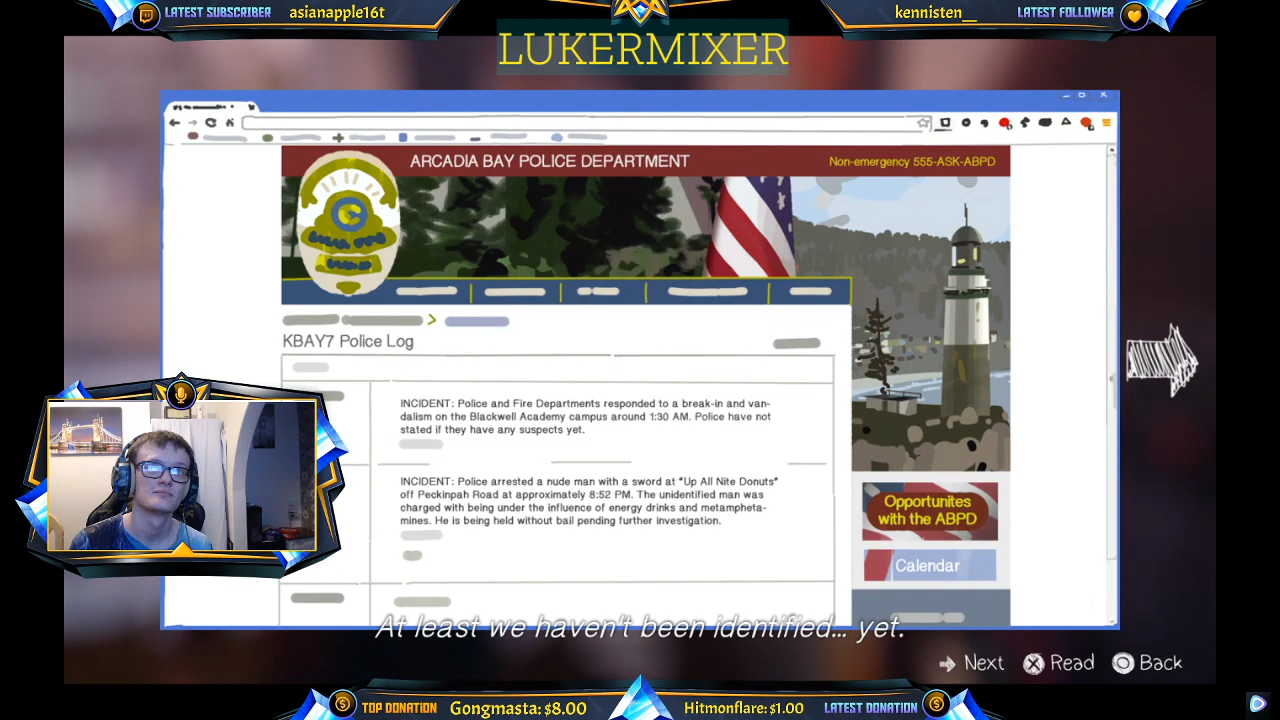 LATEST SUBSCRIBER asianapple16t
kennisten__ LATEST FOLLOWER
LUKERMIXER
ARCADIA BAY POLICE DEPARTMENT
Non-emergency 555-ASK-ABPD
KBAY7 Police Log
INCIDENT: Police and Fire Departments responded to a break-in and van-
dalism on the Blackwell Academy campus around 1:30 AM. Police have not
stated if they have any suspects yet.
INCIDENT: Police arrested a nude man with a sword at "Up All Nite Donuts"
off Peckinpah Road at approximately 8:52 PM. The unidentified man was
charged with being under the influence of energy drinks and metampheta-
mines. He is being held without bail pending further investigation.
Opportunites
with the ABPD
Calendar
At least we haven't been identified... yet.
Next Read Back
TOP DONATION Gongmasta: $8.00
Hitmonflare: $1.00 LATEST DONATION